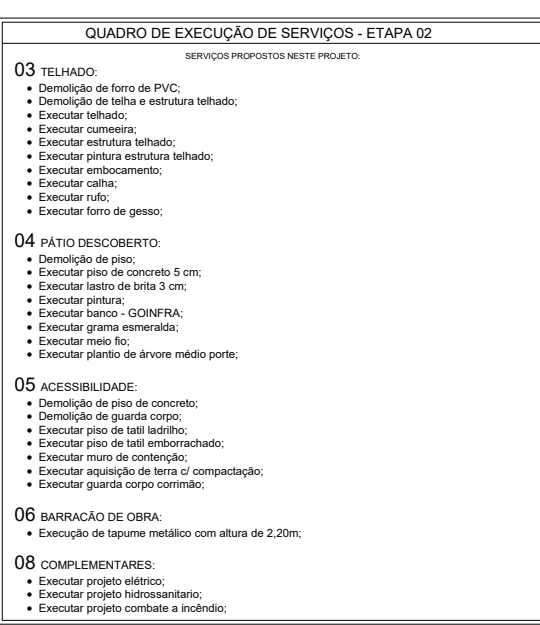 QUADRO DE EXECUÇÃO DE SERVIÇOS - ETAPA 02
SERVIÇOS PROPOSTOS NESTE PROJETO:
03 TELHADO:
• Demolição de forro de PVC;
• Demolição de telha e estrutura telhado;
• Executar telhado;
• Executar cumeeira;
• Executar estrutura telhado;
• Executar pintura estrutura telhado;
• Executar embocamento;
• Executar calha;
• Executar rufo;
• Executar forro de gesso;
04 PÁTIO DESCOBERTO:
• Demolição de piso;
• Executar piso de concreto 5 cm;
• Executar lastro de brita 3 cm;
• Executar pintura;
• Executar banco - GOINFRA;
• Executar grama esmeralda;
• Executar meio fio;
• Executar plantio de árvore médio porte;
05 ACESSIBILIDADE:
• Demolição de piso de concreto;
• Demolição de guarda corpo;
• Executar piso de tatil ladrilho;
• Executar piso de tatil emborrachado;
• Executar muro de contenção;
• Executar aquisição de terra c/ compactação;
• Executar guarda corpo corrimão;
06 BARRACÃO DE OBRA:
• Execução de tapume metálico com altura de 2,20m;
08 COMPLEMENTARES:
• Executar projeto elétrico;
• Executar projeto hidrossanitario;
• Executar projeto combate a incêndio;